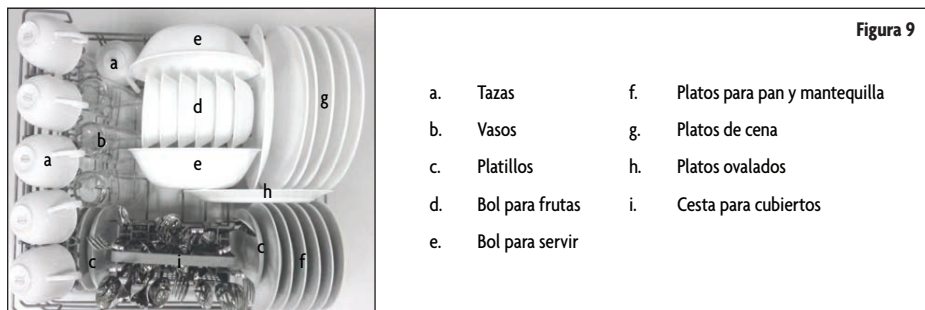 Figura 9
e
a
d
g
b
a
e
h
c
i
c
f
a. Tazas
b. Vasos
c. Platillos
d. Bol para frutas
e. Bol para servir
f. Platos para pan y mantequilla
g. Platos de cena
h. Platos ovalados
i. Cesta para cubiertos